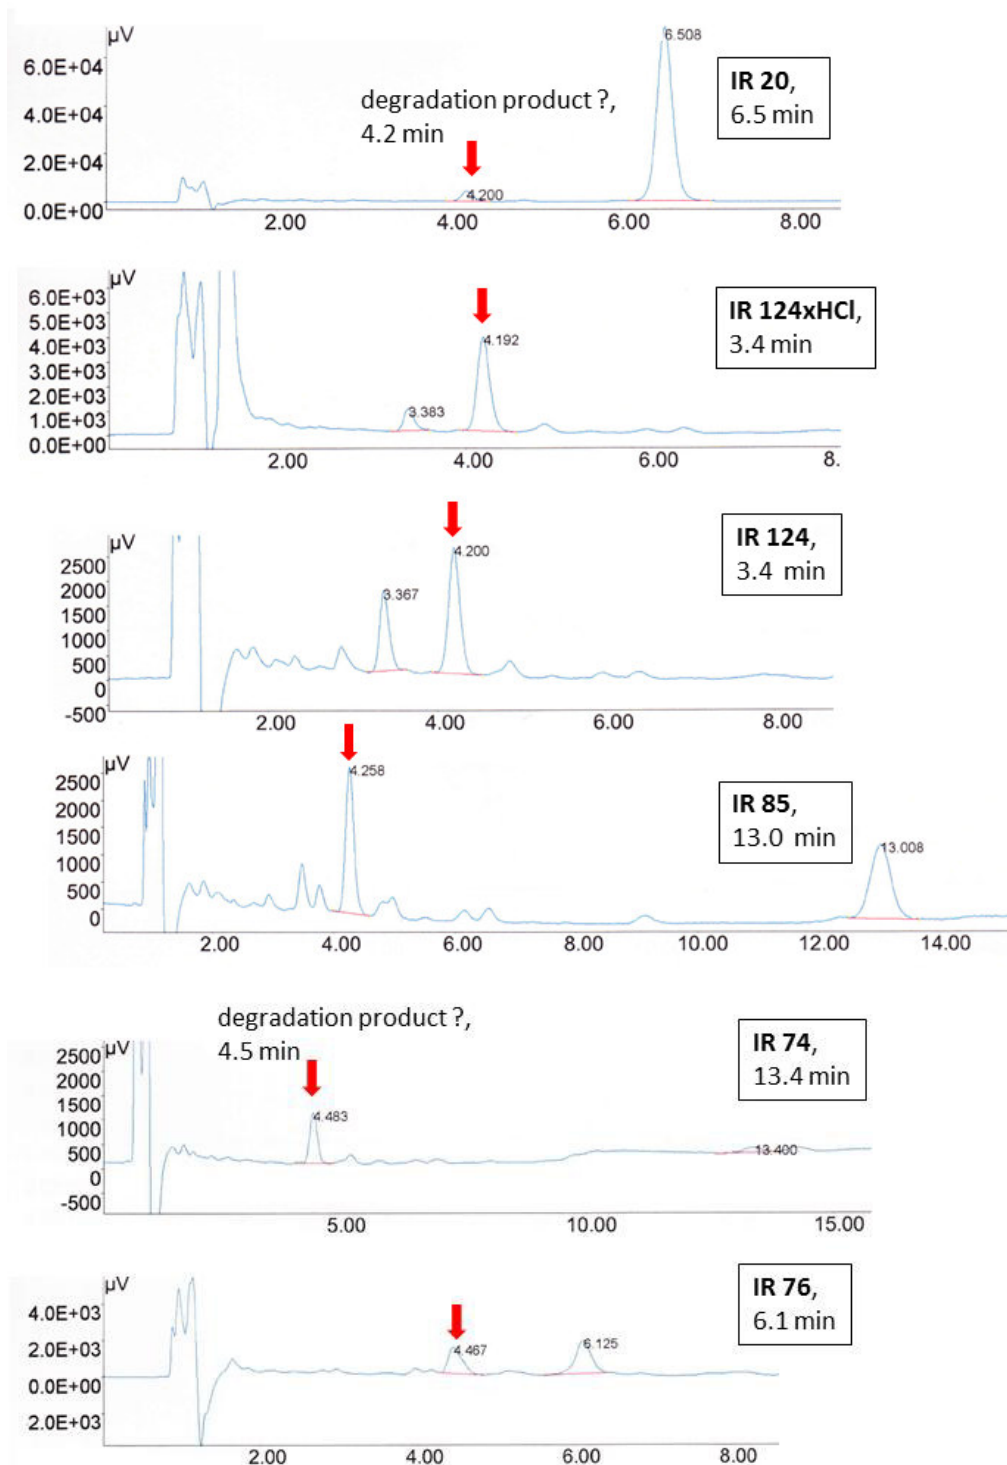 µV
6.508
6.0E+04
IR 20,
6.5 min
degradation product ?,
4.2 min
4.0E+04
2.0E+04
4.200
0.0E+00
2.00
4.00
6.00
8.00
µV
6.0E+03
5.0E+03
4.0E+03
3.0E+03
2.0E+03
1.0E+03
0.0E+00
IR 124xHCl,
3.4 min
4.192
3.383
2.00
4.00
6.00
8.
µV
2500
2000
1500
1000
500
0
-500
IR 124,
3.4 min
4.200
3.367
2.00
4.00
6.00
8.00
µV
2500
2000
1500
1000
500
0
4.258
IR 85,
13.0 min
13.008
2.00
4.00
6.00
8.00
10.00
12.00
14.00
degradation product ?,
4.5 min
IR 74,
13.4 min
µV
2500
2000
1500
1000
500
0
-500
4.483
13.400
5.00
10.00
15.00
µV
IR 76,
6.1 min
4.0E+03
2.0E+03
0.0E+00
2.0E+03
4.467
6.125
2.00
4.00
6.00
8.00